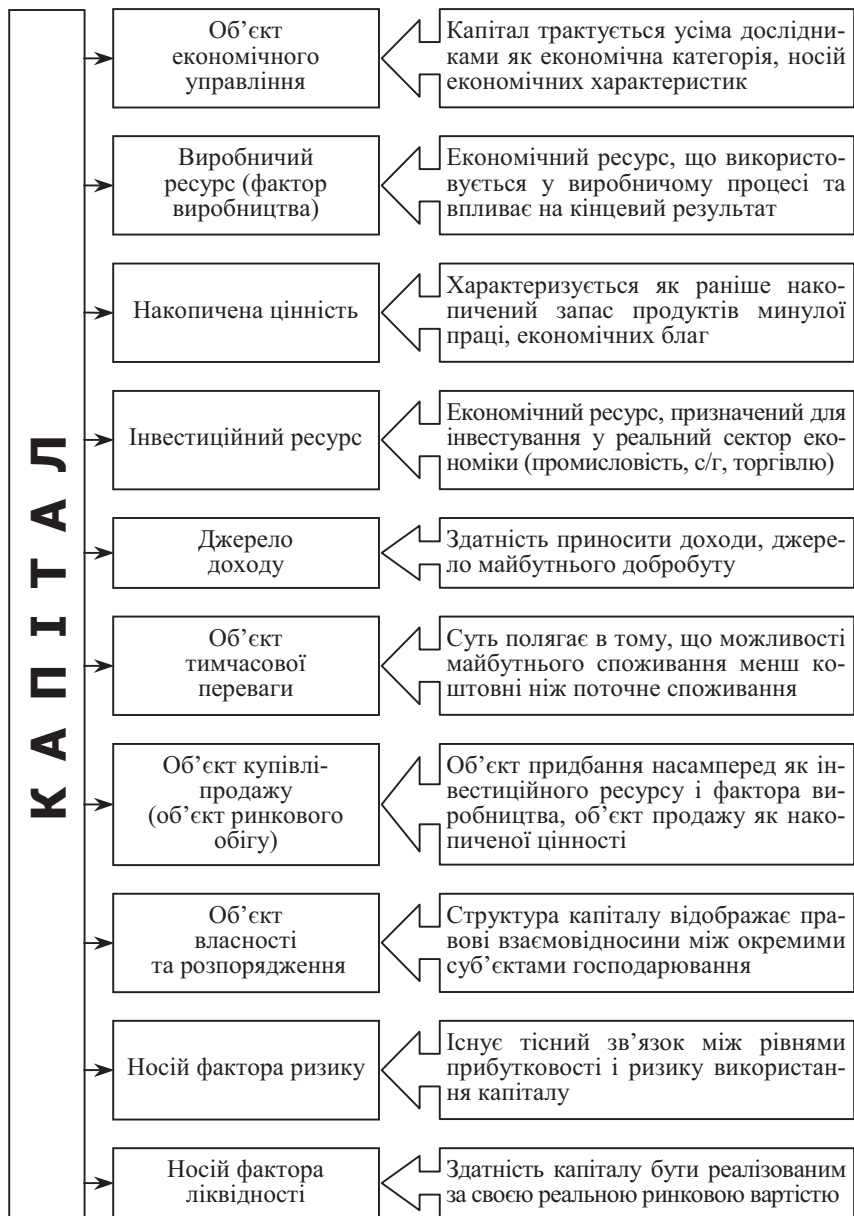 КАПІТАЛ
Об’єкт
економічного
управління
Капітал трактується усіма дослідни-
ками як економічна категорія, носій
економічних характеристик
Виробничий
ресурс (фактор
виробництва)
Економічний ресурс, що використо-
вується у виробничому процесі та
впливає на кінцевий результат
Накопичена цінність
Характеризується як раніше нако-
пичений запас продуктів минулої
праці, економічних благ
Інвестиційний ресурс
Економічний ресурс, призначений для
інвестування у реальний сектор еко-
номіки (промисловість, с/г, торгівлю)
Джерело
доходу
Здатність приносити доходи, джере-
ло майбутнього добробуту
Об’єкт
тимчасової
переваги
Суть полягає в тому, що можливості
майбутнього споживання менш ко-
штовні ніж поточне споживання
Об’єкт купівлі-
продажу
(об’єкт ринкового
обігу)
Об’єкт придбання насамперед як ін-
вестиційного ресурсу і фактора ви-
робництва, об’єкт продажу як нако-
пиченої цінності
Об’єкт
власності
та розпорядження
Структура капіталу відображає пра-
вові взаємовідносини між окремими
суб’єктами господарювання
Носій фактора ризику
Існує тісний зв’язок між рівнями
прибутковості і ризику використан-
ня капіталу
Носій фактора
ліквідності
Здатність капіталу бути реалізованим
за своєю реальною ринковою вартістю